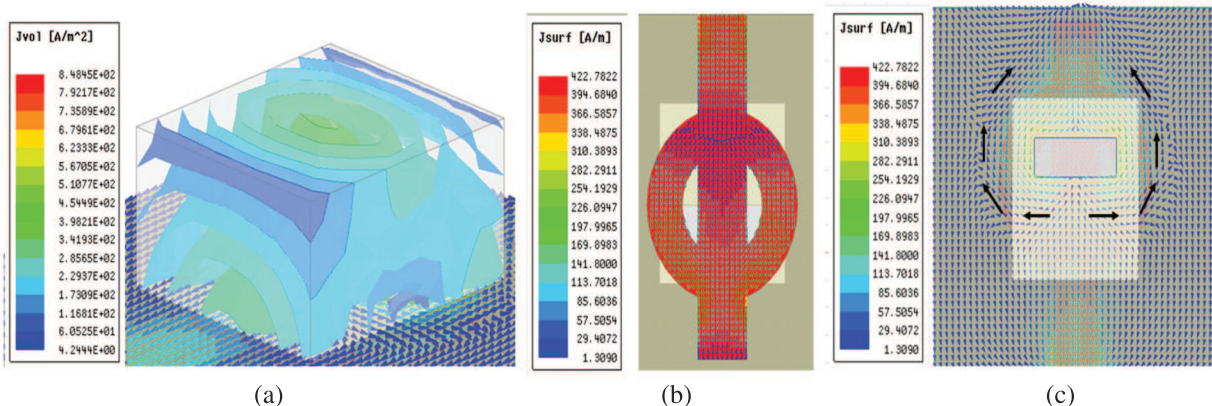 Jvol [A/m^2]
8.4845E+02
7.9217E+02
7.3589E+02
6.7961E+02
6.2333E+02
5.6705E+02
5.1077E+02
4.5449E+02
3.9821E+02
3.4193E+02
2.8565E+02
2.2937E+02
1.7309E+02
1.1681E+02
6.0525E+01
4.2444E+00
(a)
Jsurf [A/m]
422.7822
394.6840
366.5857
338.4875
310.3893
282.2911
254.1929
226.0947
197.9965
169.8983
141.8000
113.7018
85.6036
57.5054
29.4072
1.3090
(b)
Jsurf [A/m]
422.7822
394.6840
366.5857
338.4875
310.3893
282.2911
254.1929
226.0947
197.9965
169.8983
141.8000
113.7018
85.6036
57.5054
29.4072
1.3090
(c)